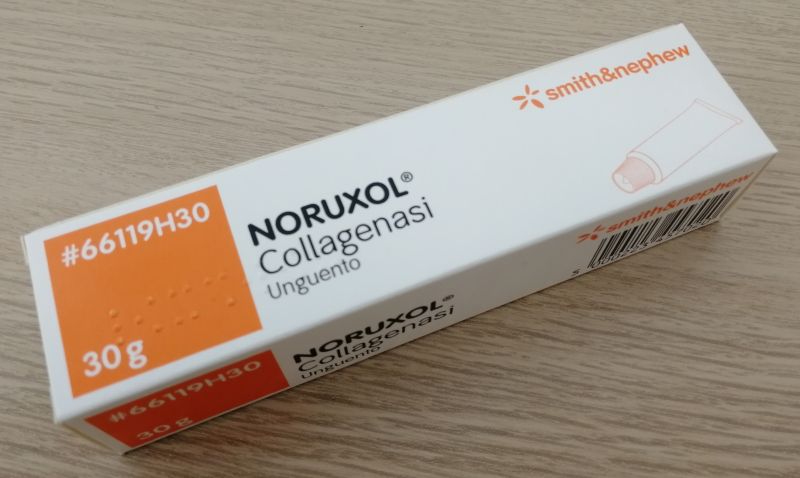 smith&nephew
#66119H30
30 g
NORUXOL®
Collagenasi
Unguento
smith&nephew
NORUXOL®
Collagenasi
Unguento
#66119H30
30 g